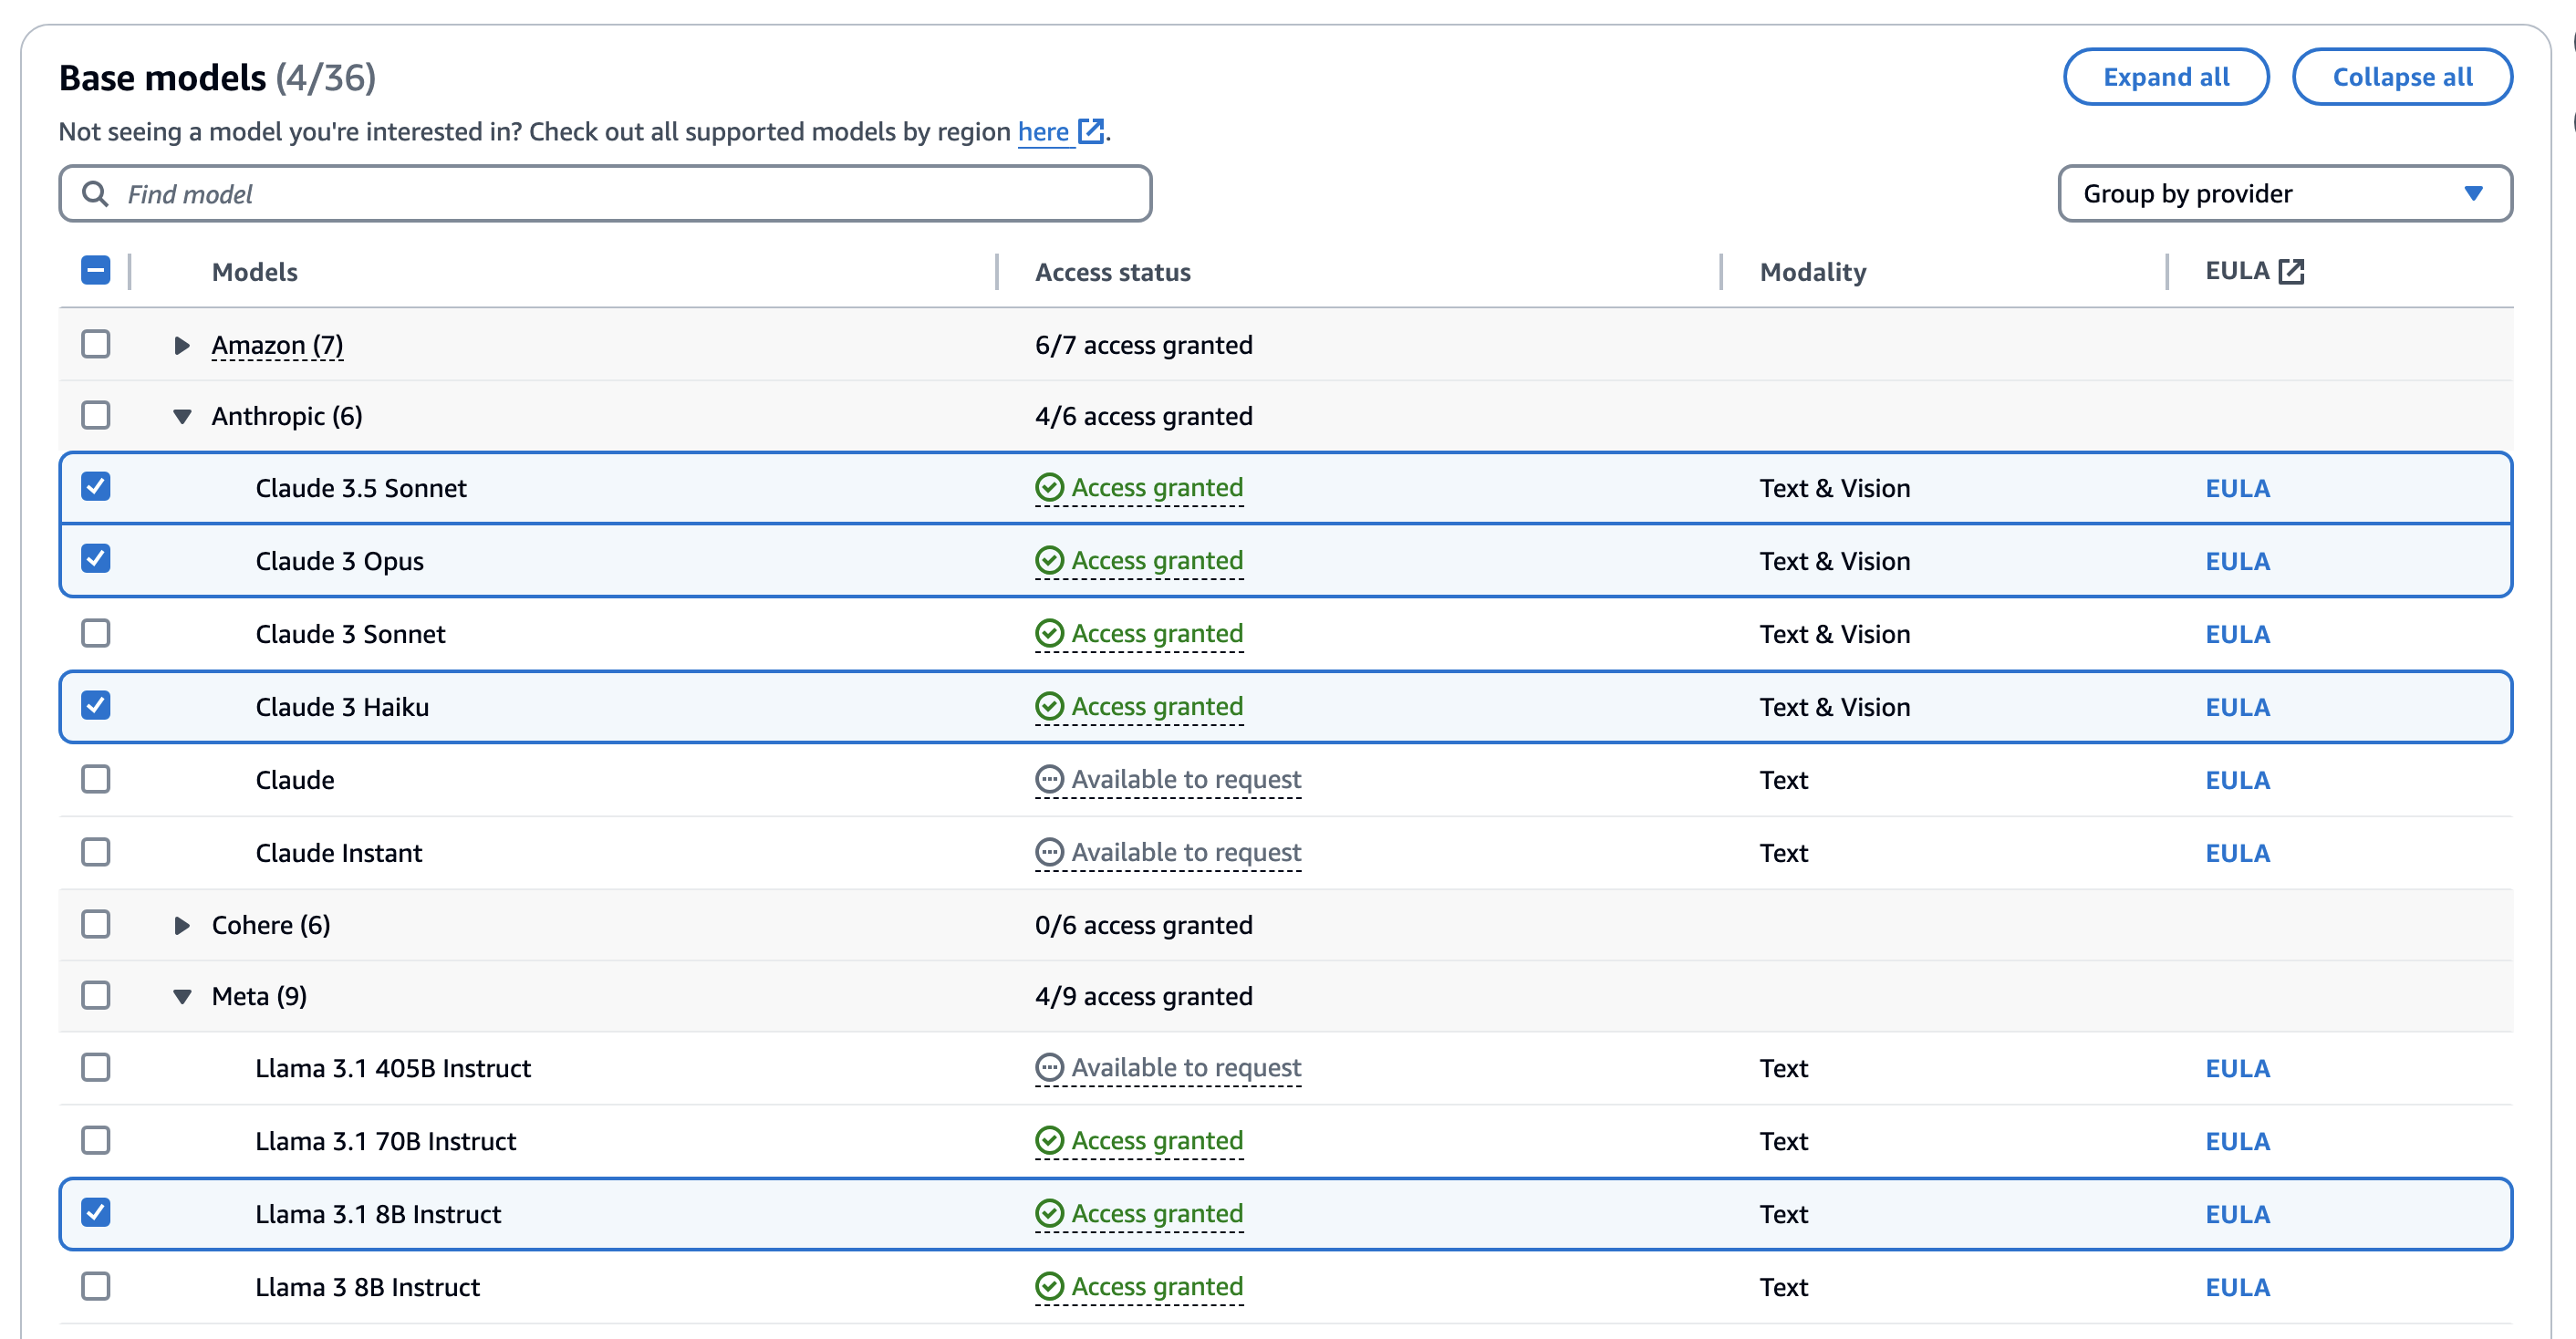 Base models (4/36)
Expand all
Collapse all
Not seeing a model you're interested in? Check out all supported models by region here.
Find model
Group by provider
Models Access status Modality EULA
Amazon (7) 6/7 access granted
Anthropic (6) 4/6 access granted
Claude 3.5 Sonnet Access granted Text & Vision EULA
Claude 3 Opus Access granted Text & Vision EULA
Claude 3 Sonnet Access granted Text & Vision EULA
Claude 3 Haiku Access granted Text & Vision EULA
Claude Available to request Text EULA
Claude Instant Available to request Text EULA
Cohere (6) 0/6 access granted
Meta (9) 4/9 access granted
Llama 3.1 405B Instruct Available to request Text EULA
Llama 3.1 70B Instruct Access granted Text EULA
Llama 3.1 8B Instruct Access granted Text EULA
Llama 3 8B Instruct Access granted Text EULA